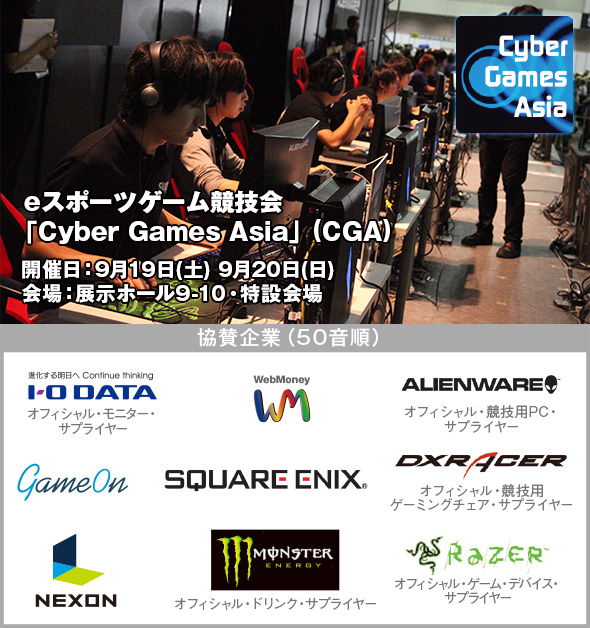 Cyber
Games
Asia
ALIENWARE
eスポーツゲーム競技会
「Cyber Games Asia」（CGA）
開催日：9月19日(土) 9月20日(日)
会場：展示ホール9-10・特設会場
協賛企業（50音順）
進化する明日へ Continue thinking
I-O DATA
オフィシャル・モニター・
サプライヤー
WebMoney
WM
ALIENWARE
オフィシャル・競技用PC・
サプライヤー
GameOn
SQUARE ENIX®
DXRACER
オフィシャル・競技用
ゲーミングチェア・サプライヤー
NEXON
MONSTER
ENERGY
オフィシャル・ドリンク・サプライヤー
RAZER™
オフィシャル・ゲーム・デバイス・
サプライヤー